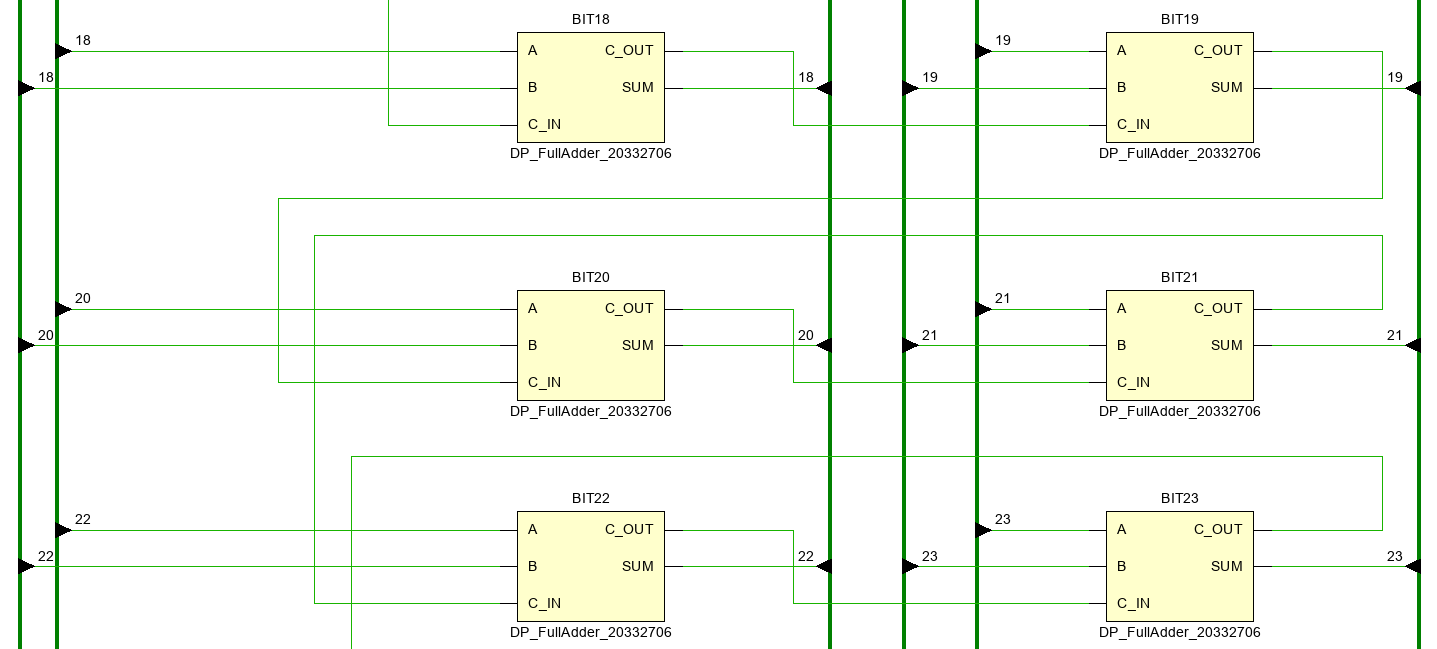 BIT18 BIT19
18 A C_OUT 19 A C_OUT
18 B SUM 18 19 B SUM 19
C_IN C_IN
DP_FullAdder_20332706 DP_FullAdder_20332706
BIT20 BIT21
20 A C_OUT 21 A C_OUT
20 B SUM 20 21 B SUM 21
C_IN C_IN
DP_FullAdder_20332706 DP_FullAdder_20332706
BIT22 BIT23
22 A C_OUT 23 A C_OUT
22 B SUM 22 23 B SUM 23
C_IN C_IN
DP_FullAdder_20332706 DP_FullAdder_20332706